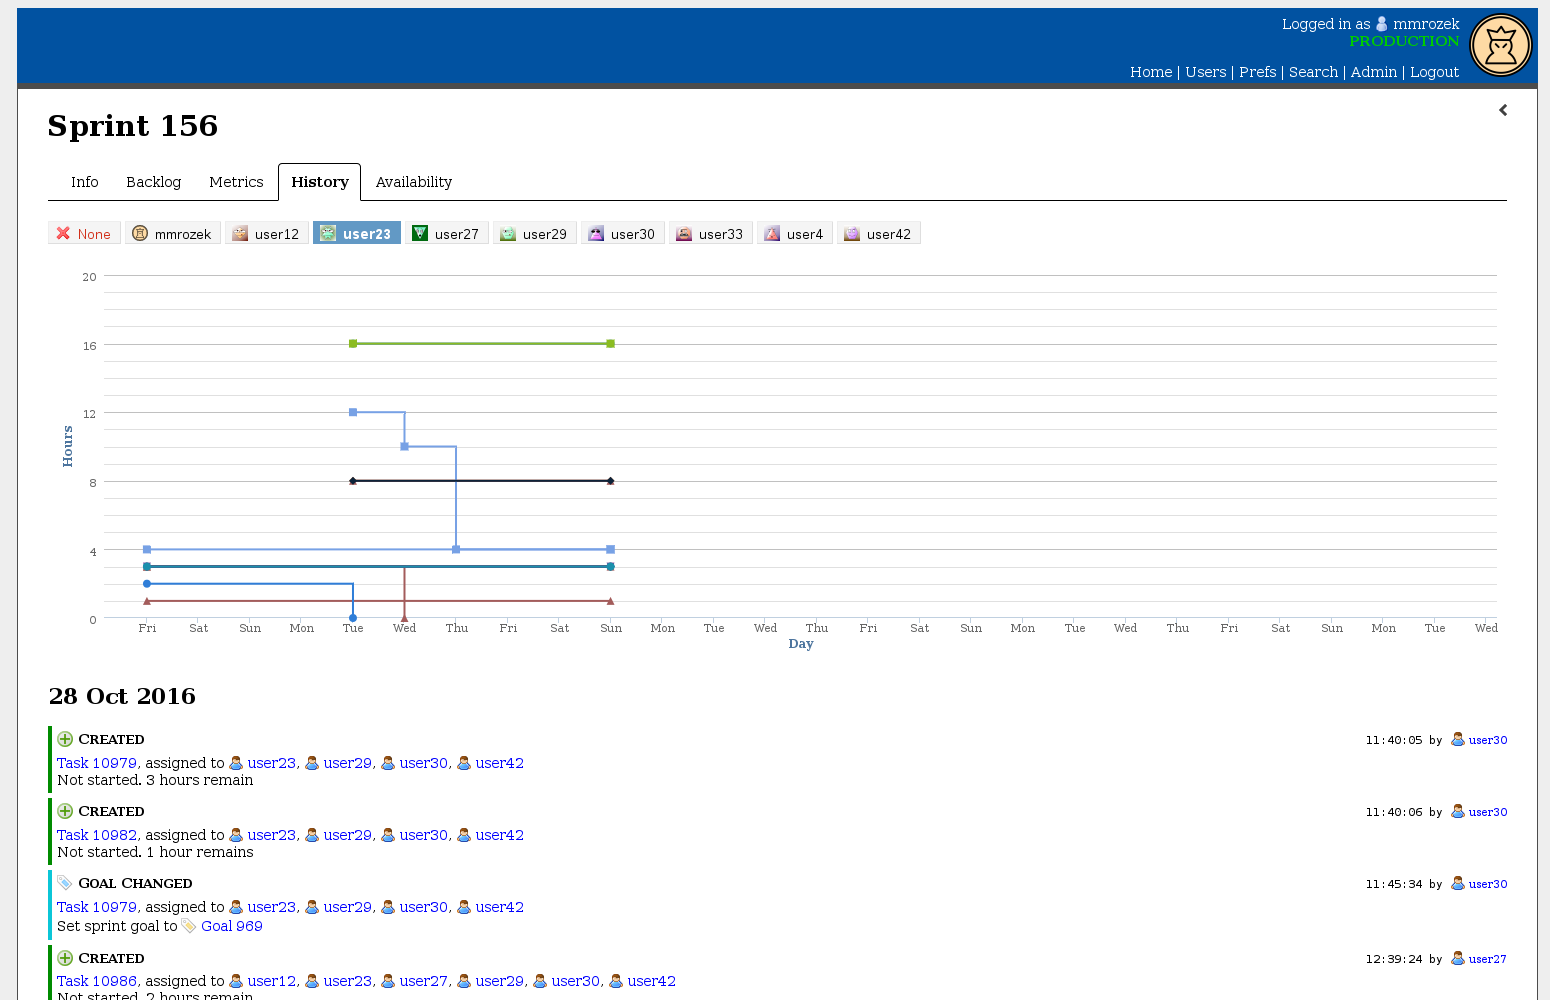 Logged in as mmrozek
PRODUCTION
Home | Users | Prefs | Search | Admin | Logout
Sprint 156
Info Backlog Metrics History Availability
None mmrozek user12 user23 user27 user29 user30 user33 user4 user42
20
16
12
8
4
0
Hours
Fri Sat Sun Mon Tue Wed Thu Fri Sat Sun Mon Tue Wed Thu Fri Sat Sun Mon Tue Wed Thu Fri Sat Sun Mon Tue Wed
Day
28 Oct 2016
CREATED 11:40:05 by user30
Task 10979, assigned to user23, user29, user30, user42
Not started. 3 hours remain
CREATED 11:40:06 by user30
Task 10982, assigned to user23, user29, user30, user42
Not started. 1 hour remains
GOAL CHANGED 11:45:34 by user30
Task 10979, assigned to user23, user29, user30, user42
Set sprint goal to Goal 969
CREATED 12:39:24 by user27
Task 10986, assigned to user12, user23, user27, user29, user30, user42
Not started. 2 hours remain